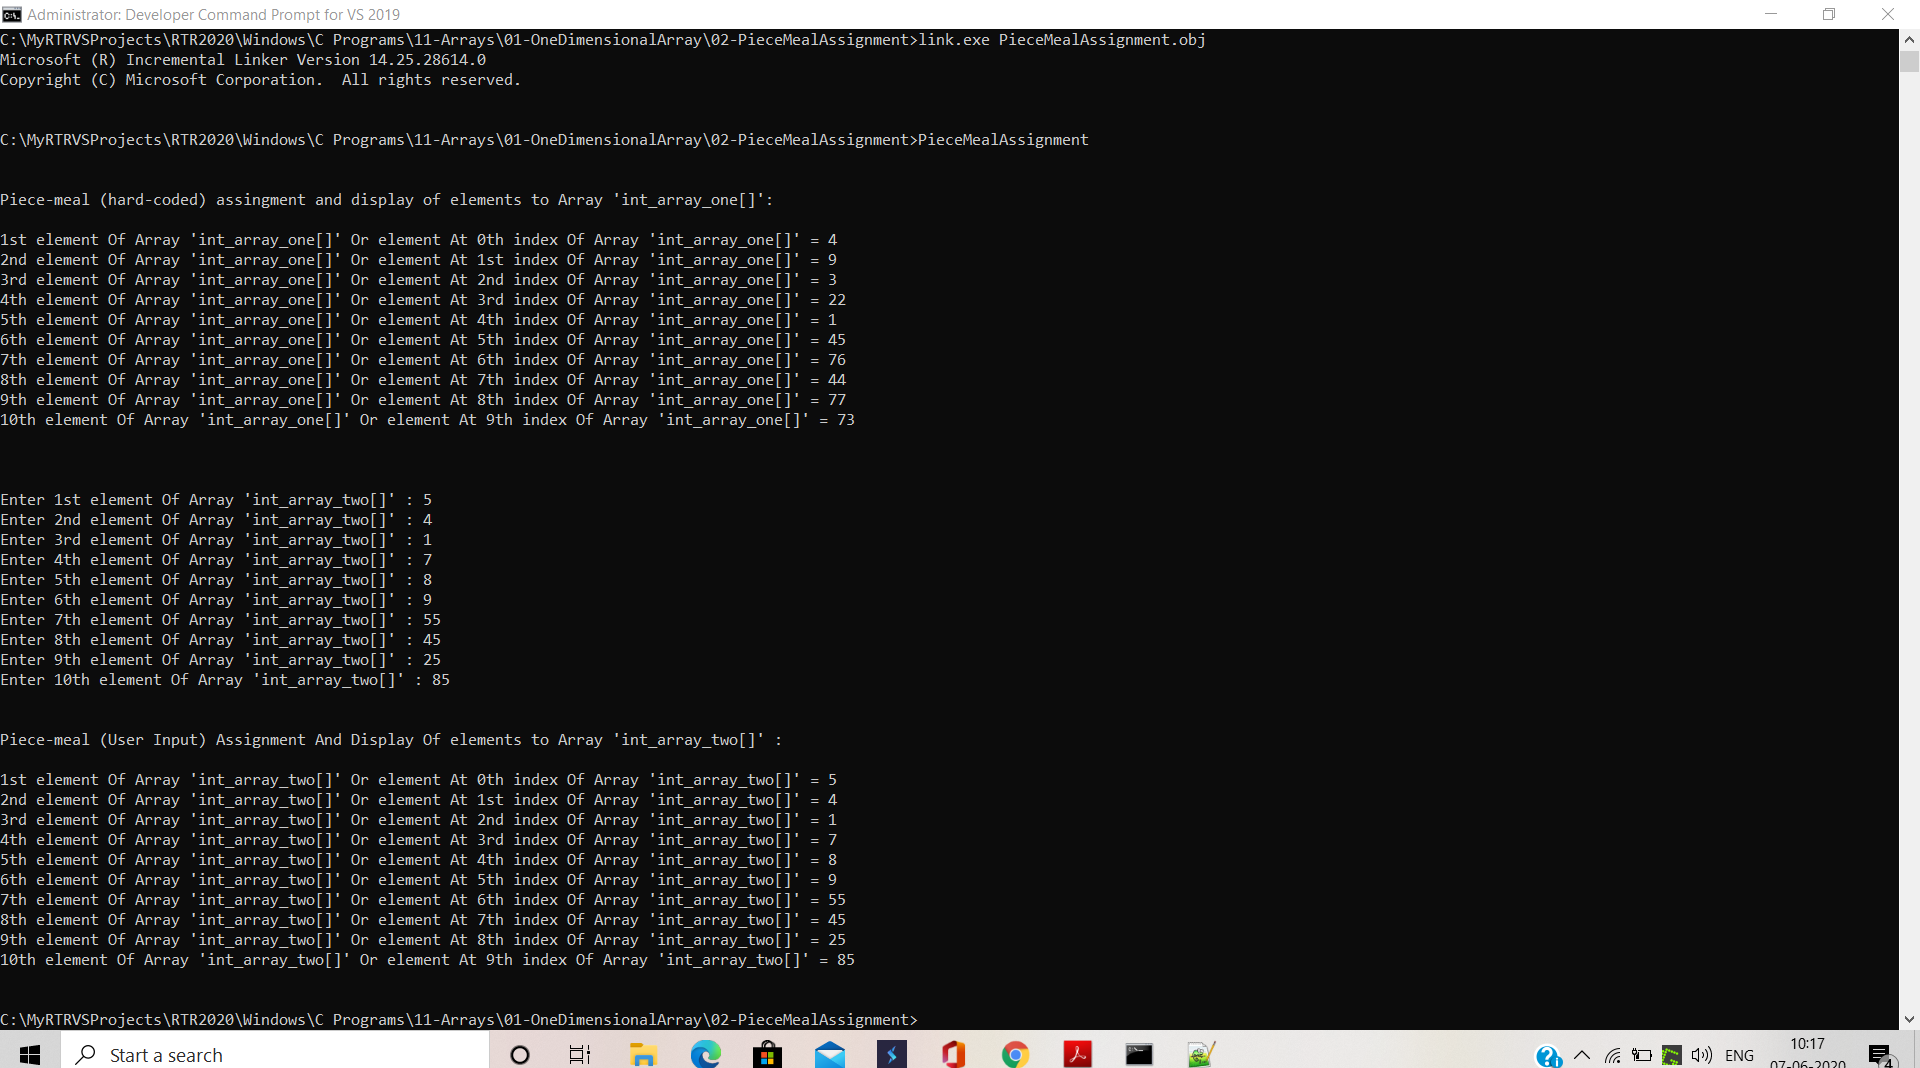 Administrator: Developer Command Prompt for VS 2019
C:\MyRTRVSProjects\RTR2020\Windows\C Programs\11-Arrays\01-OneDimensionalArray\02-PieceMealAssignment>link.exe PieceMealAssignment.obj
Microsoft (R) Incremental Linker Version 14.25.28614.0
Copyright (C) Microsoft Corporation.  All rights reserved.
C:\MyRTRVSProjects\RTR2020\Windows\C Programs\11-Arrays\01-OneDimensionalArray\02-PieceMealAssignment>PieceMealAssignment
Piece-meal (hard-coded) assingment and display of elements to Array 'int_array_one[]':
1st element Of Array 'int_array_one[]' Or element At 0th index Of Array 'int_array_one[]' = 4
2nd element Of Array 'int_array_one[]' Or element At 1st index Of Array 'int_array_one[]' = 9
3rd element Of Array 'int_array_one[]' Or element At 2nd index Of Array 'int_array_one[]' = 3
4th element Of Array 'int_array_one[]' Or element At 3rd index Of Array 'int_array_one[]' = 22
5th element Of Array 'int_array_one[]' Or element At 4th index Of Array 'int_array_one[]' = 1
6th element Of Array 'int_array_one[]' Or element At 5th index Of Array 'int_array_one[]' = 45
7th element Of Array 'int_array_one[]' Or element At 6th index Of Array 'int_array_one[]' = 76
8th element Of Array 'int_array_one[]' Or element At 7th index Of Array 'int_array_one[]' = 44
9th element Of Array 'int_array_one[]' Or element At 8th index Of Array 'int_array_one[]' = 77
10th element Of Array 'int_array_one[]' Or element At 9th index Of Array 'int_array_one[]' = 73
Enter 1st element Of Array 'int_array_two[]' : 5
Enter 2nd element Of Array 'int_array_two[]' : 4
Enter 3rd element Of Array 'int_array_two[]' : 1
Enter 4th element Of Array 'int_array_two[]' : 7
Enter 5th element Of Array 'int_array_two[]' : 8
Enter 6th element Of Array 'int_array_two[]' : 9
Enter 7th element Of Array 'int_array_two[]' : 55
Enter 8th element Of Array 'int_array_two[]' : 45
Enter 9th element Of Array 'int_array_two[]' : 25
Enter 10th element Of Array 'int_array_two[]' : 85
Piece-meal (User Input) Assignment And Display Of elements to Array 'int_array_two[]' :
1st element Of Array 'int_array_two[]' Or element At 0th index Of Array 'int_array_two[]' = 5
2nd element Of Array 'int_array_two[]' Or element At 1st index Of Array 'int_array_two[]' = 4
3rd element Of Array 'int_array_two[]' Or element At 2nd index Of Array 'int_array_two[]' = 1
4th element Of Array 'int_array_two[]' Or element At 3rd index Of Array 'int_array_two[]' = 7
5th element Of Array 'int_array_two[]' Or element At 4th index Of Array 'int_array_two[]' = 8
6th element Of Array 'int_array_two[]' Or element At 5th index Of Array 'int_array_two[]' = 9
7th element Of Array 'int_array_two[]' Or element At 6th index Of Array 'int_array_two[]' = 55
8th element Of Array 'int_array_two[]' Or element At 7th index Of Array 'int_array_two[]' = 45
9th element Of Array 'int_array_two[]' Or element At 8th index Of Array 'int_array_two[]' = 25
10th element Of Array 'int_array_two[]' Or element At 9th index Of Array 'int_array_two[]' = 85
C:\MyRTRVSProjects\RTR2020\Windows\C Programs\11-Arrays\01-OneDimensionalArray\02-PieceMealAssignment>
Start a search
ENG
10:17
07-06-2020
4